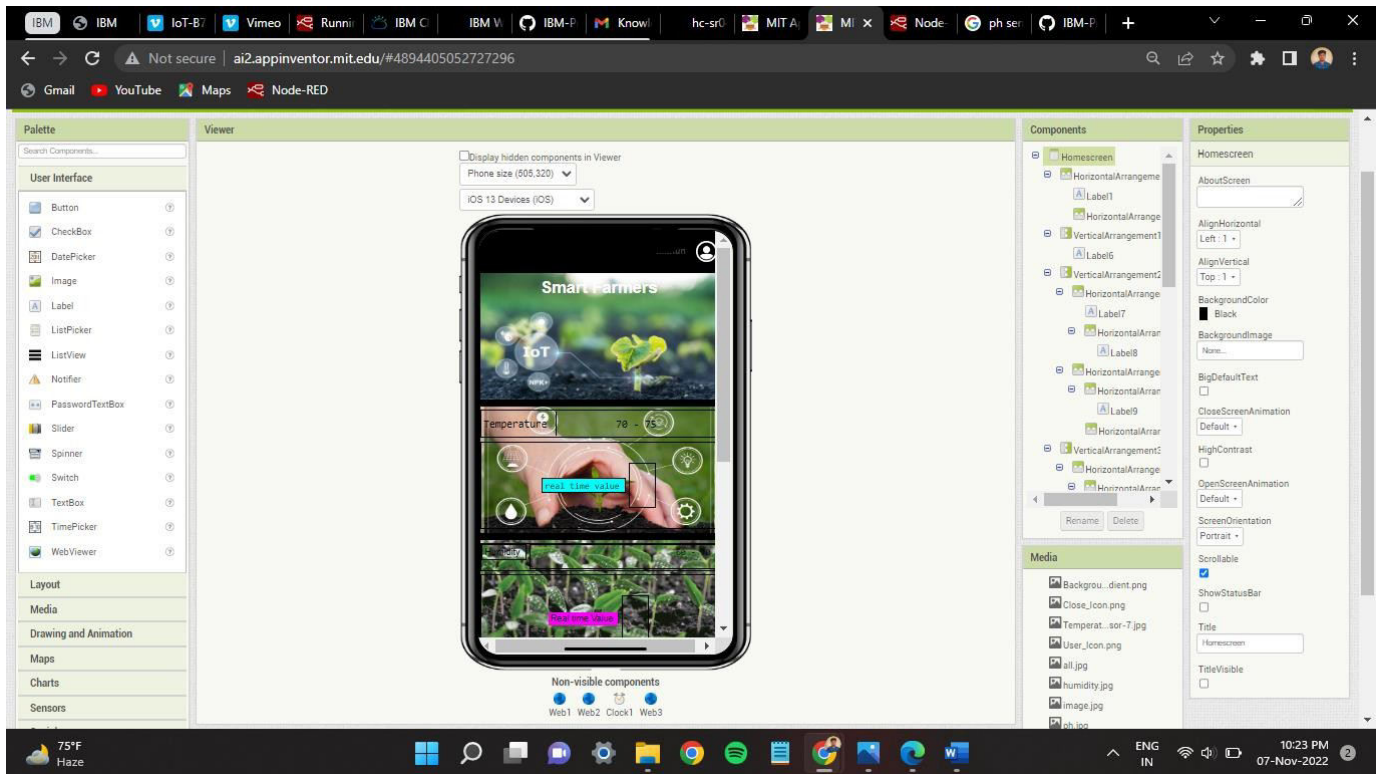 IBM IBM IoT-B7 Vimeo Runni IBM C IBM W IBM-P Knowl hc-sr0 MIT A MI Node- ph ser IBM-P
Not secure ai2.appinventor.mit.edu/#4894405052727296
Gmail YouTube Maps Node-RED
Palette
Search Components...
User Interface
Button
CheckBox
DatePicker
Image
Label
ListPicker
ListView
Notifier
PasswordTextBox
Slider
Spinner
Switch
TextBox
TimePicker
WebViewer
Layout
Media
Drawing and Animation
Maps
Charts
Sensors
Viewer
Display hidden components in Viewer
Phone size (505,320)
iOS 13 Devices (iOS)
Smart Farmers
IoT
NPK+
Temperature 70 - 75
real time value
Humidity
Real time Value
Non-visible components
Web1 Web2 Clock1 Web3
Components
Homescreen
HorizontalArrangeme
Label1
HorizontalArrange
VerticalArrangement1
Label6
VerticalArrangement2
HorizontalArrange
Label7
HorizontalArran
Label8
HorizontalArrange
HorizontalArran
Label9
HorizontalArrar
VerticalArrangement3
HorizontalArrange
HorizontalArrar
Rename Delete
Media
Backgrou...dient.png
Close_Icon.png
Temperat...sor-7.jpg
User_Icon.png
all.jpg
humidity.jpg
image.jpg
ph.jpg
Properties
Homescreen
AboutScreen
AlignHorizontal
Left : 1
AlignVertical
Top : 1
BackgroundColor
Black
BackgroundImage
None...
BigDefaultText
CloseScreenAnimation
Default
HighContrast
OpenScreenAnimation
Default
ScreenOrientation
Portrait
Scrollable
ShowStatusBar
Title
Homescreen
TitleVisible
75°F
Haze
ENG
IN
10:23 PM
07-Nov-2022
2